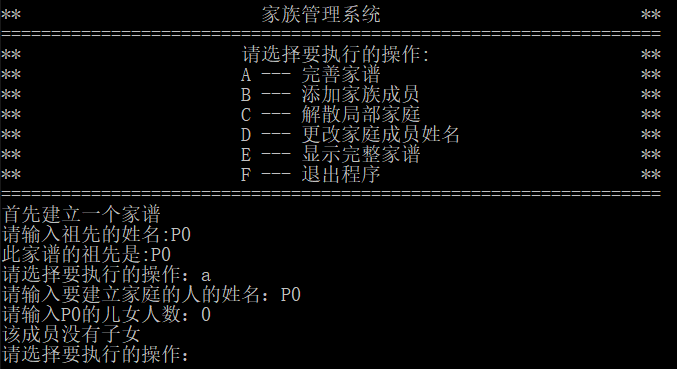 ** 家族管理系统 **
==================================================================
** 请选择要执行的操作: **
** A --- 完善家谱 **
** B --- 添加家族成员 **
** C --- 解散局部家庭 **
** D --- 更改家庭成员姓名 **
** E --- 显示完整家谱 **
** F --- 退出程序 **
==================================================================
首先建立一个家谱
请输入祖先的姓名:P0
此家谱的祖先是:P0
请选择要执行的操作：a
请输入要建立家庭的人的姓名：P0
请输入P0的儿女人数：0
该成员没有子女
请选择要执行的操作：